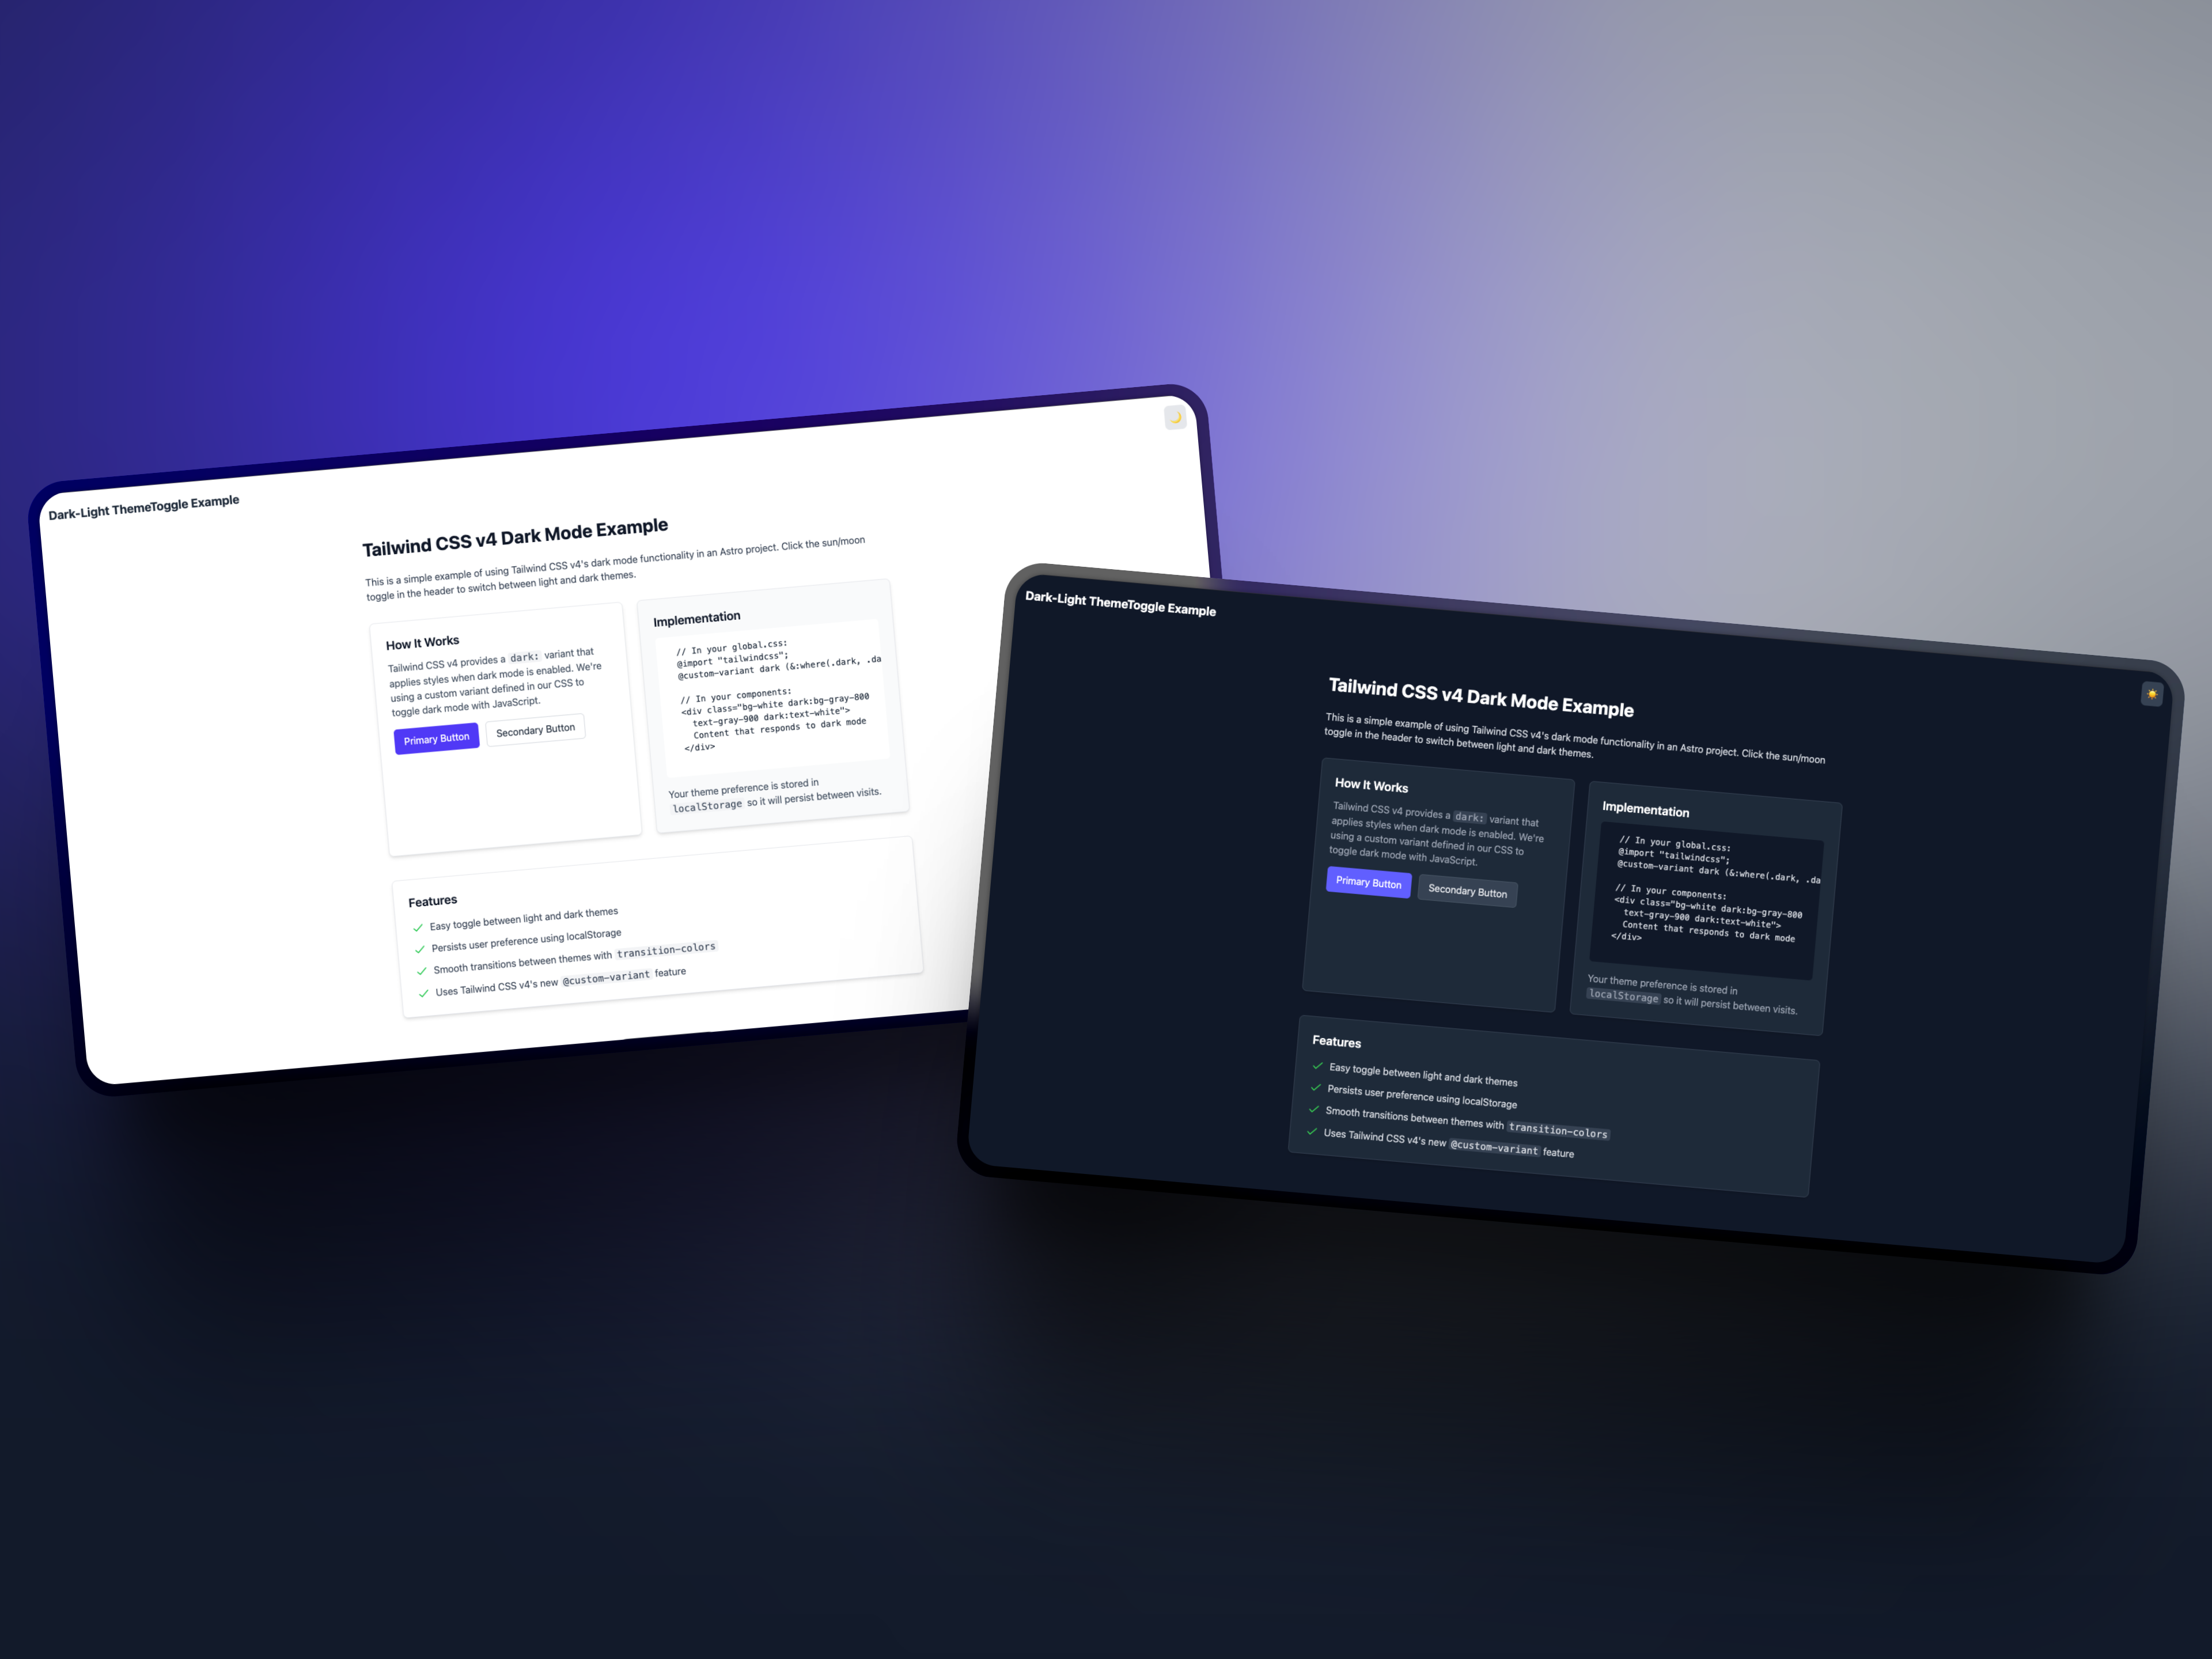 Dark-Light ThemeToggle Example
Tailwind CSS v4 Dark Mode Example
This is a simple example of using Tailwind CSS v4's dark mode functionality in an Astro project. Click the sun/moon
toggle in the header to switch between light and dark themes.
How It Works
Tailwind CSS v4 provides a dark: variant that
applies styles when dark mode is enabled. We're
using a custom variant defined in our CSS to
toggle dark mode with JavaScript.
Primary Button
Secondary Button
Implementation
// In your global.css:
@import "tailwindcss";
@custom-variant dark (&:where(.dark, .da
// In your components:
<div class="bg-white dark:bg-gray-800
text-gray-900 dark:text-white">
Content that responds to dark mode
</div>
Your theme preference is stored in
localStorage so it will persist between visits.
Features
Easy toggle between light and dark themes
Persists user preference using localStorage
Smooth transitions between themes with transition-colors
Uses Tailwind CSS v4's new @custom-variant feature
Dark-Light ThemeToggle Example
Tailwind CSS v4 Dark Mode Example
This is a simple example of using Tailwind CSS v4's dark mode functionality in an Astro project. Click the sun/moon
toggle in the header to switch between light and dark themes.
How It Works
Tailwind CSS v4 provides a dark: variant that
applies styles when dark mode is enabled. We're
using a custom variant defined in our CSS to
toggle dark mode with JavaScript.
Primary Button
Secondary Button
Implementation
// In your global.css:
@import "tailwindcss";
@custom-variant dark (&:where(.dark, .da
// In your components:
<div class="bg-white dark:bg-gray-800
text-gray-900 dark:text-white">
Content that responds to dark mode
</div>
Your theme preference is stored in
localStorage so it will persist between visits.
Features
Easy toggle between light and dark themes
Persists user preference using localStorage
Smooth transitions between themes with transition-colors
Uses Tailwind CSS v4's new @custom-variant feature